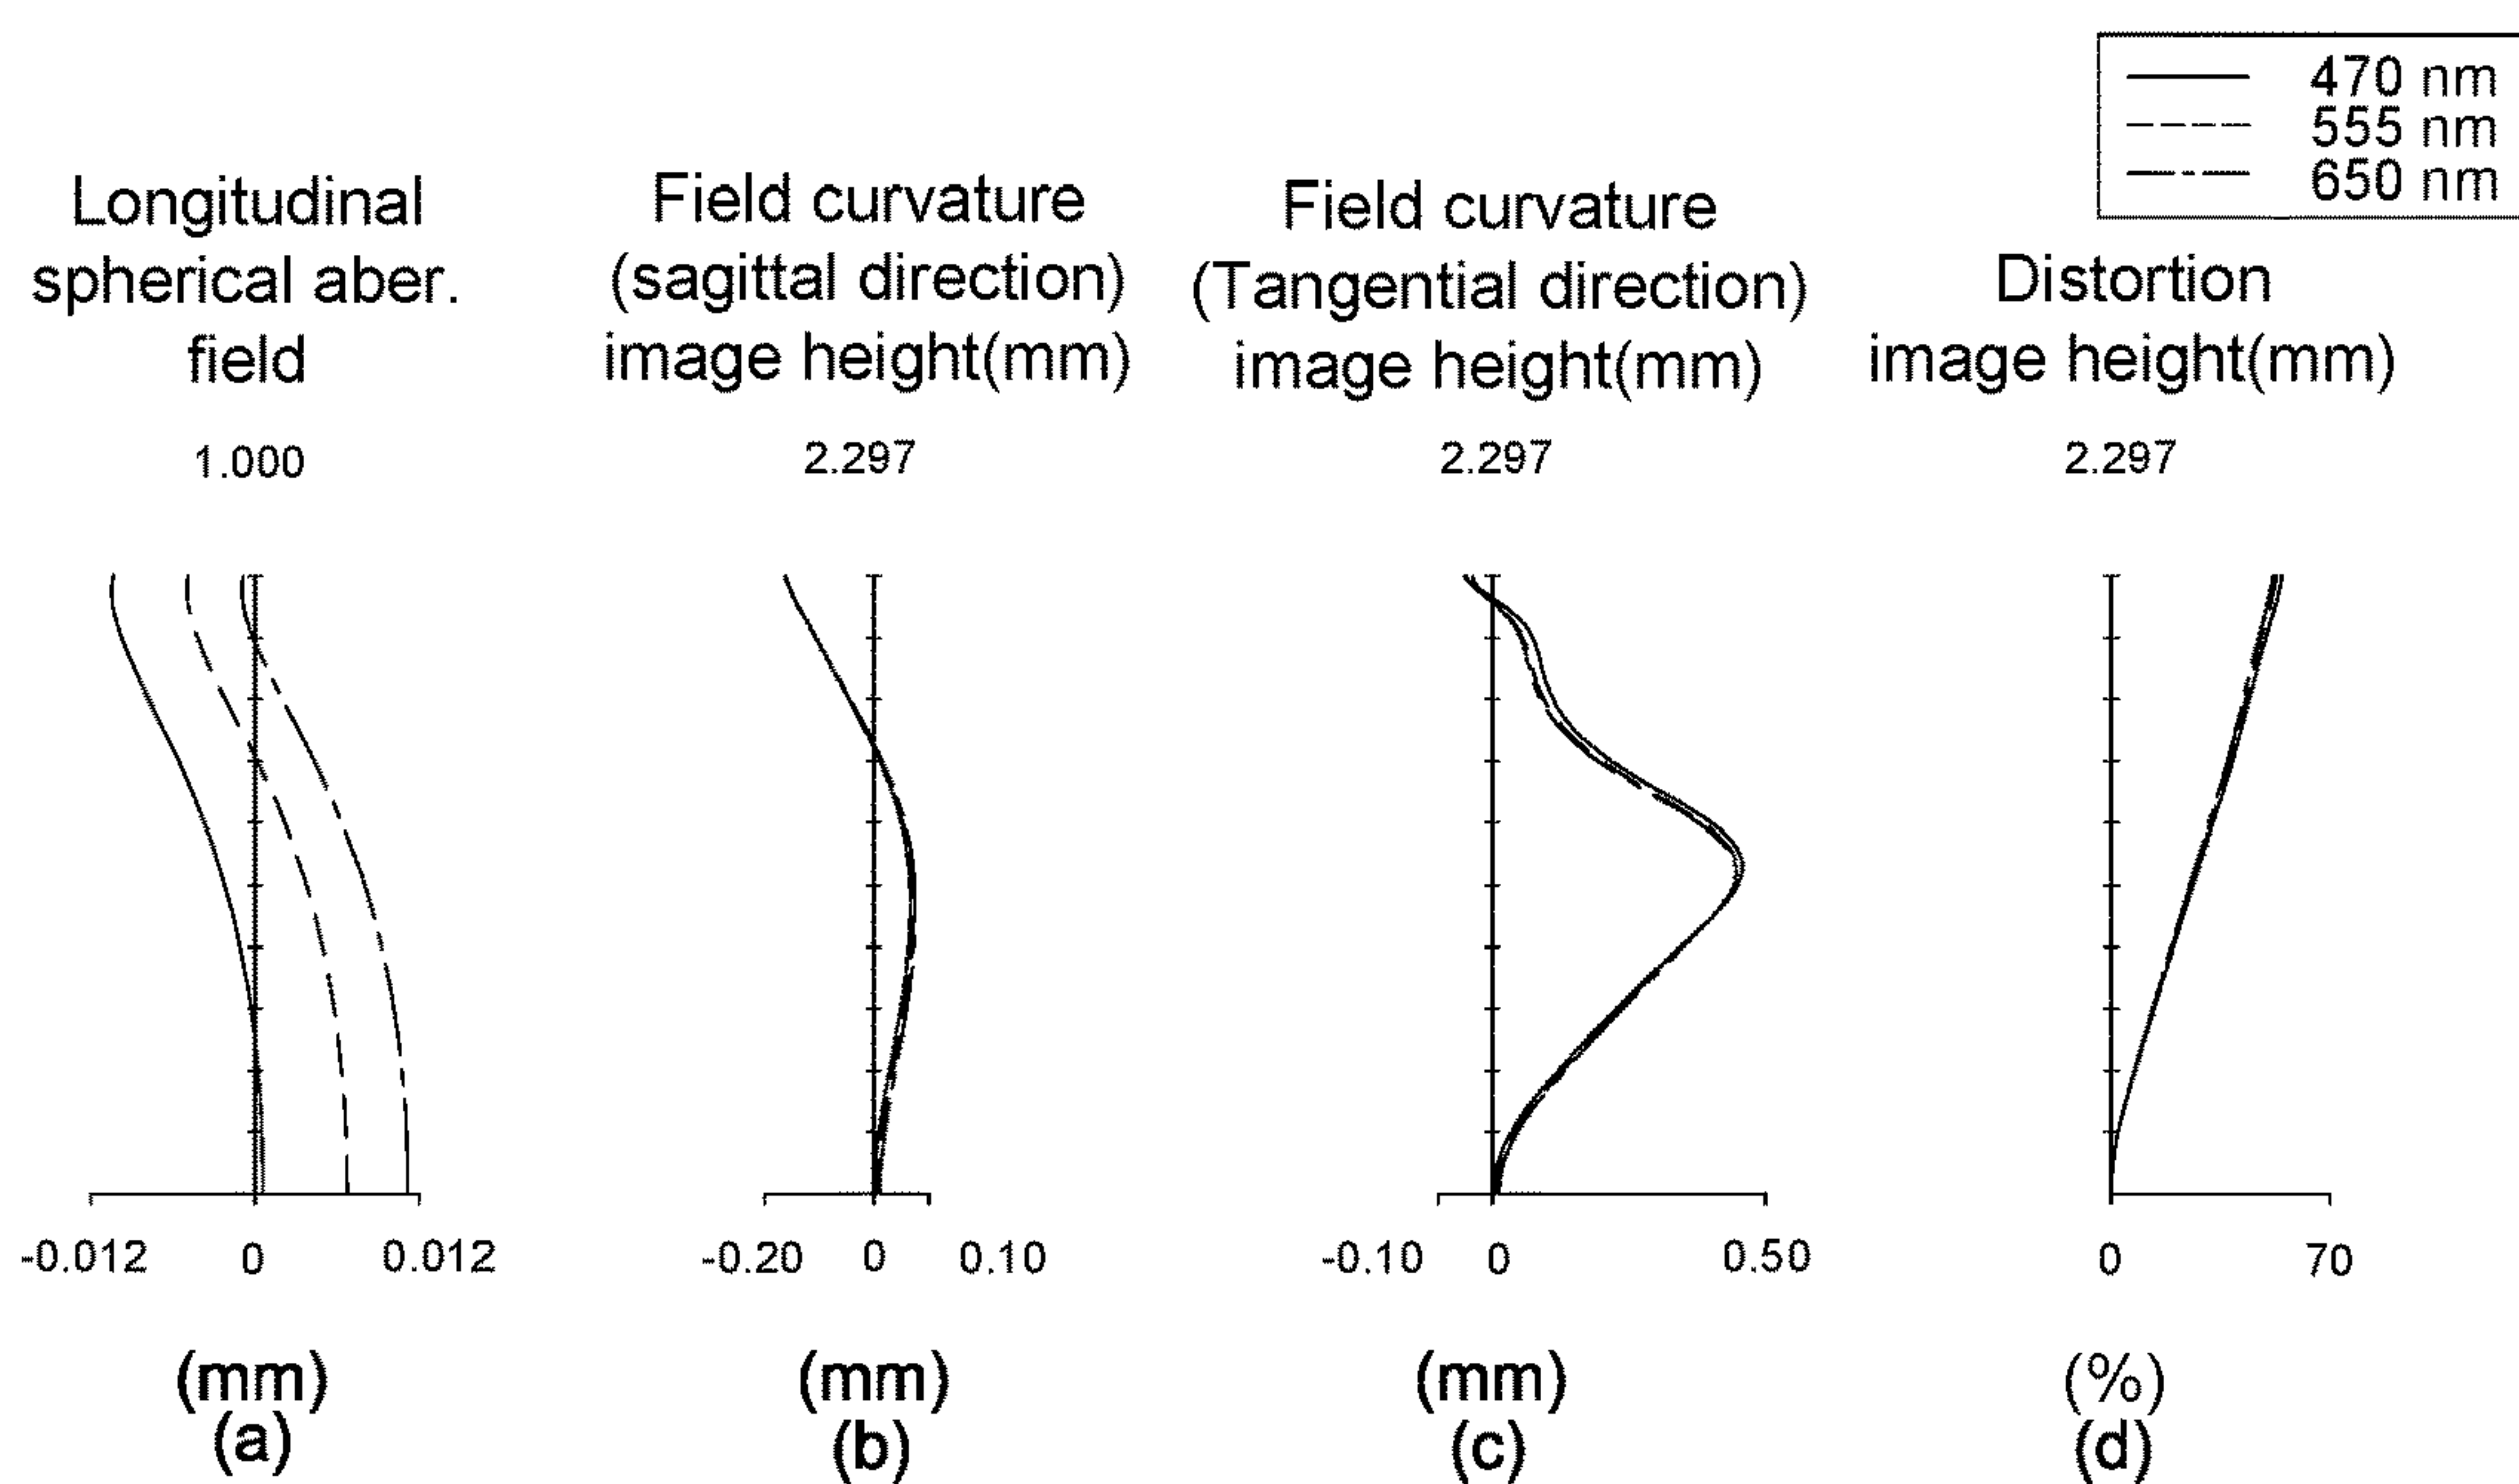 470 nm
555 nm
650 nm
Longitudinal
spherical aber.
field
1.000
Field curvature
(sagittal direction)
image height(mm)
2.297
Field curvature
(Tangential direction)
image height(mm)
2.297
Distortion
image height(mm)
2.297
-0.012 0 0.012
(mm)
(a)
-0.20 0 0.10
(mm)
(b)
-0.10 0 0.50
(mm)
(c)
0 70
(%)
(d)